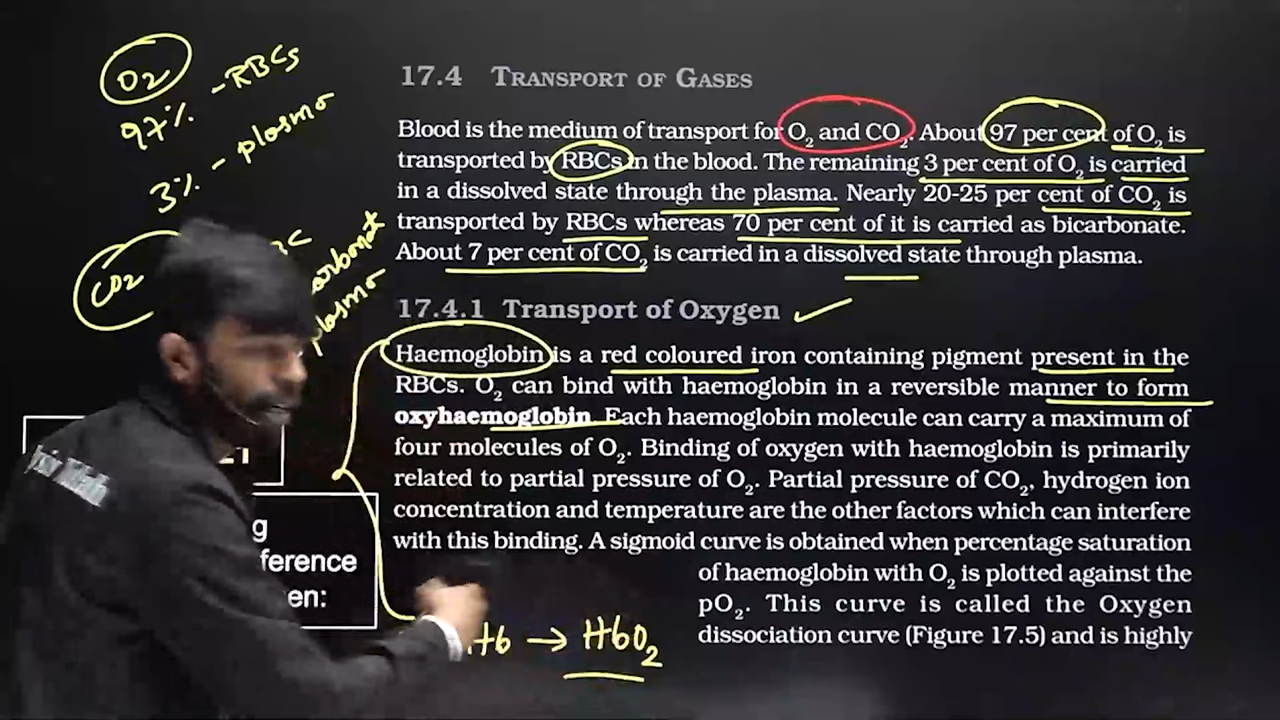 O2
97% - RBCs
3% - plasma
CO2
plasma
17.4 TRANSPORT OF GASES
Blood is the medium of transport for O₂ and CO₂. About 97 per cent of O₂ is
transported by RBCs in the blood. The remaining 3 per cent of O₂ is carried
in a dissolved state through the plasma. Nearly 20-25 per cent of CO₂ is
transported by RBCs whereas 70 per cent of it is carried as bicarbonate.
About 7 per cent of CO₂ is carried in a dissolved state through plasma.
17.4.1 Transport of Oxygen
Haemoglobin is a red coloured iron containing pigment present in the
RBCs. O₂ can bind with haemoglobin in a reversible manner to form
oxyhaemoglobin. Each haemoglobin molecule can carry a maximum of
four molecules of O₂. Binding of oxygen with haemoglobin is primarily
related to partial pressure of O₂. Partial pressure of CO₂, hydrogen ion
concentration and temperature are the other factors which can interfere
with this binding. A sigmoid curve is obtained when percentage saturation
of haemoglobin with O₂ is plotted against the
pO₂. This curve is called the Oxygen
dissociation curve (Figure 17.5) and is highly
Hb → HbO₂